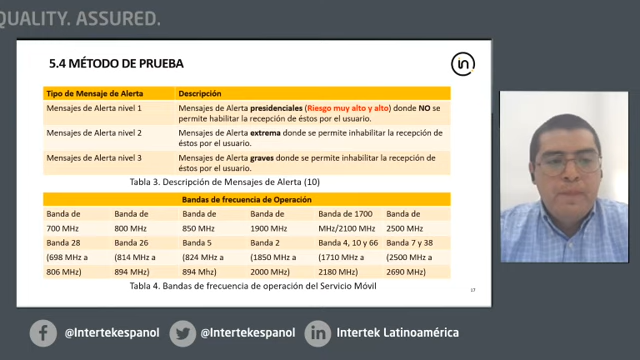 QUALITY. ASSURED.
5.4 MÉTODO DE PRUEBA
in
Tipo de Mensaje de Alerta Descripción
Mensajes de Alerta nivel 1 Mensajes de Alerta presidenciales (Riesgo muy alto y alto) donde NO se
permite habilitar la recepción de éstos por el usuario.
Mensajes de Alerta nivel 2 Mensajes de Alerta extrema donde se permite inhabilitar la recepción de
éstos por el usuario.
Mensajes de Alerta nivel 3 Mensajes de Alerta graves donde se permite inhabilitar la recepción de
éstos por el usuario.
Tabla 3. Descripción de Mensajes de Alerta (10)
Bandas de frecuencia de Operación
Banda de Banda de Banda de Banda de Banda de 1700 Banda de
700 MHz 800 MHz 850 MHz 1900 MHz MHz/2100 MHz 2500 MHz
Banda 28 Banda 26 Banda 5 Banda 2 Banda 4, 10 y 66 Banda 7 y 38
(698 MHz a (814 MHz a (824 MHz a (1850 MHz a (1710 MHz a (2500 MHz a
806 MHz) 894 MHz) 894 Mhz) 2000 MHz) 2180 MHz) 2690 MHz)
Tabla 4. Bandas de frecuencia de operación del Servicio Móvil
17
@Intertekespanol @Intertekespanol Intertek Latinoamérica